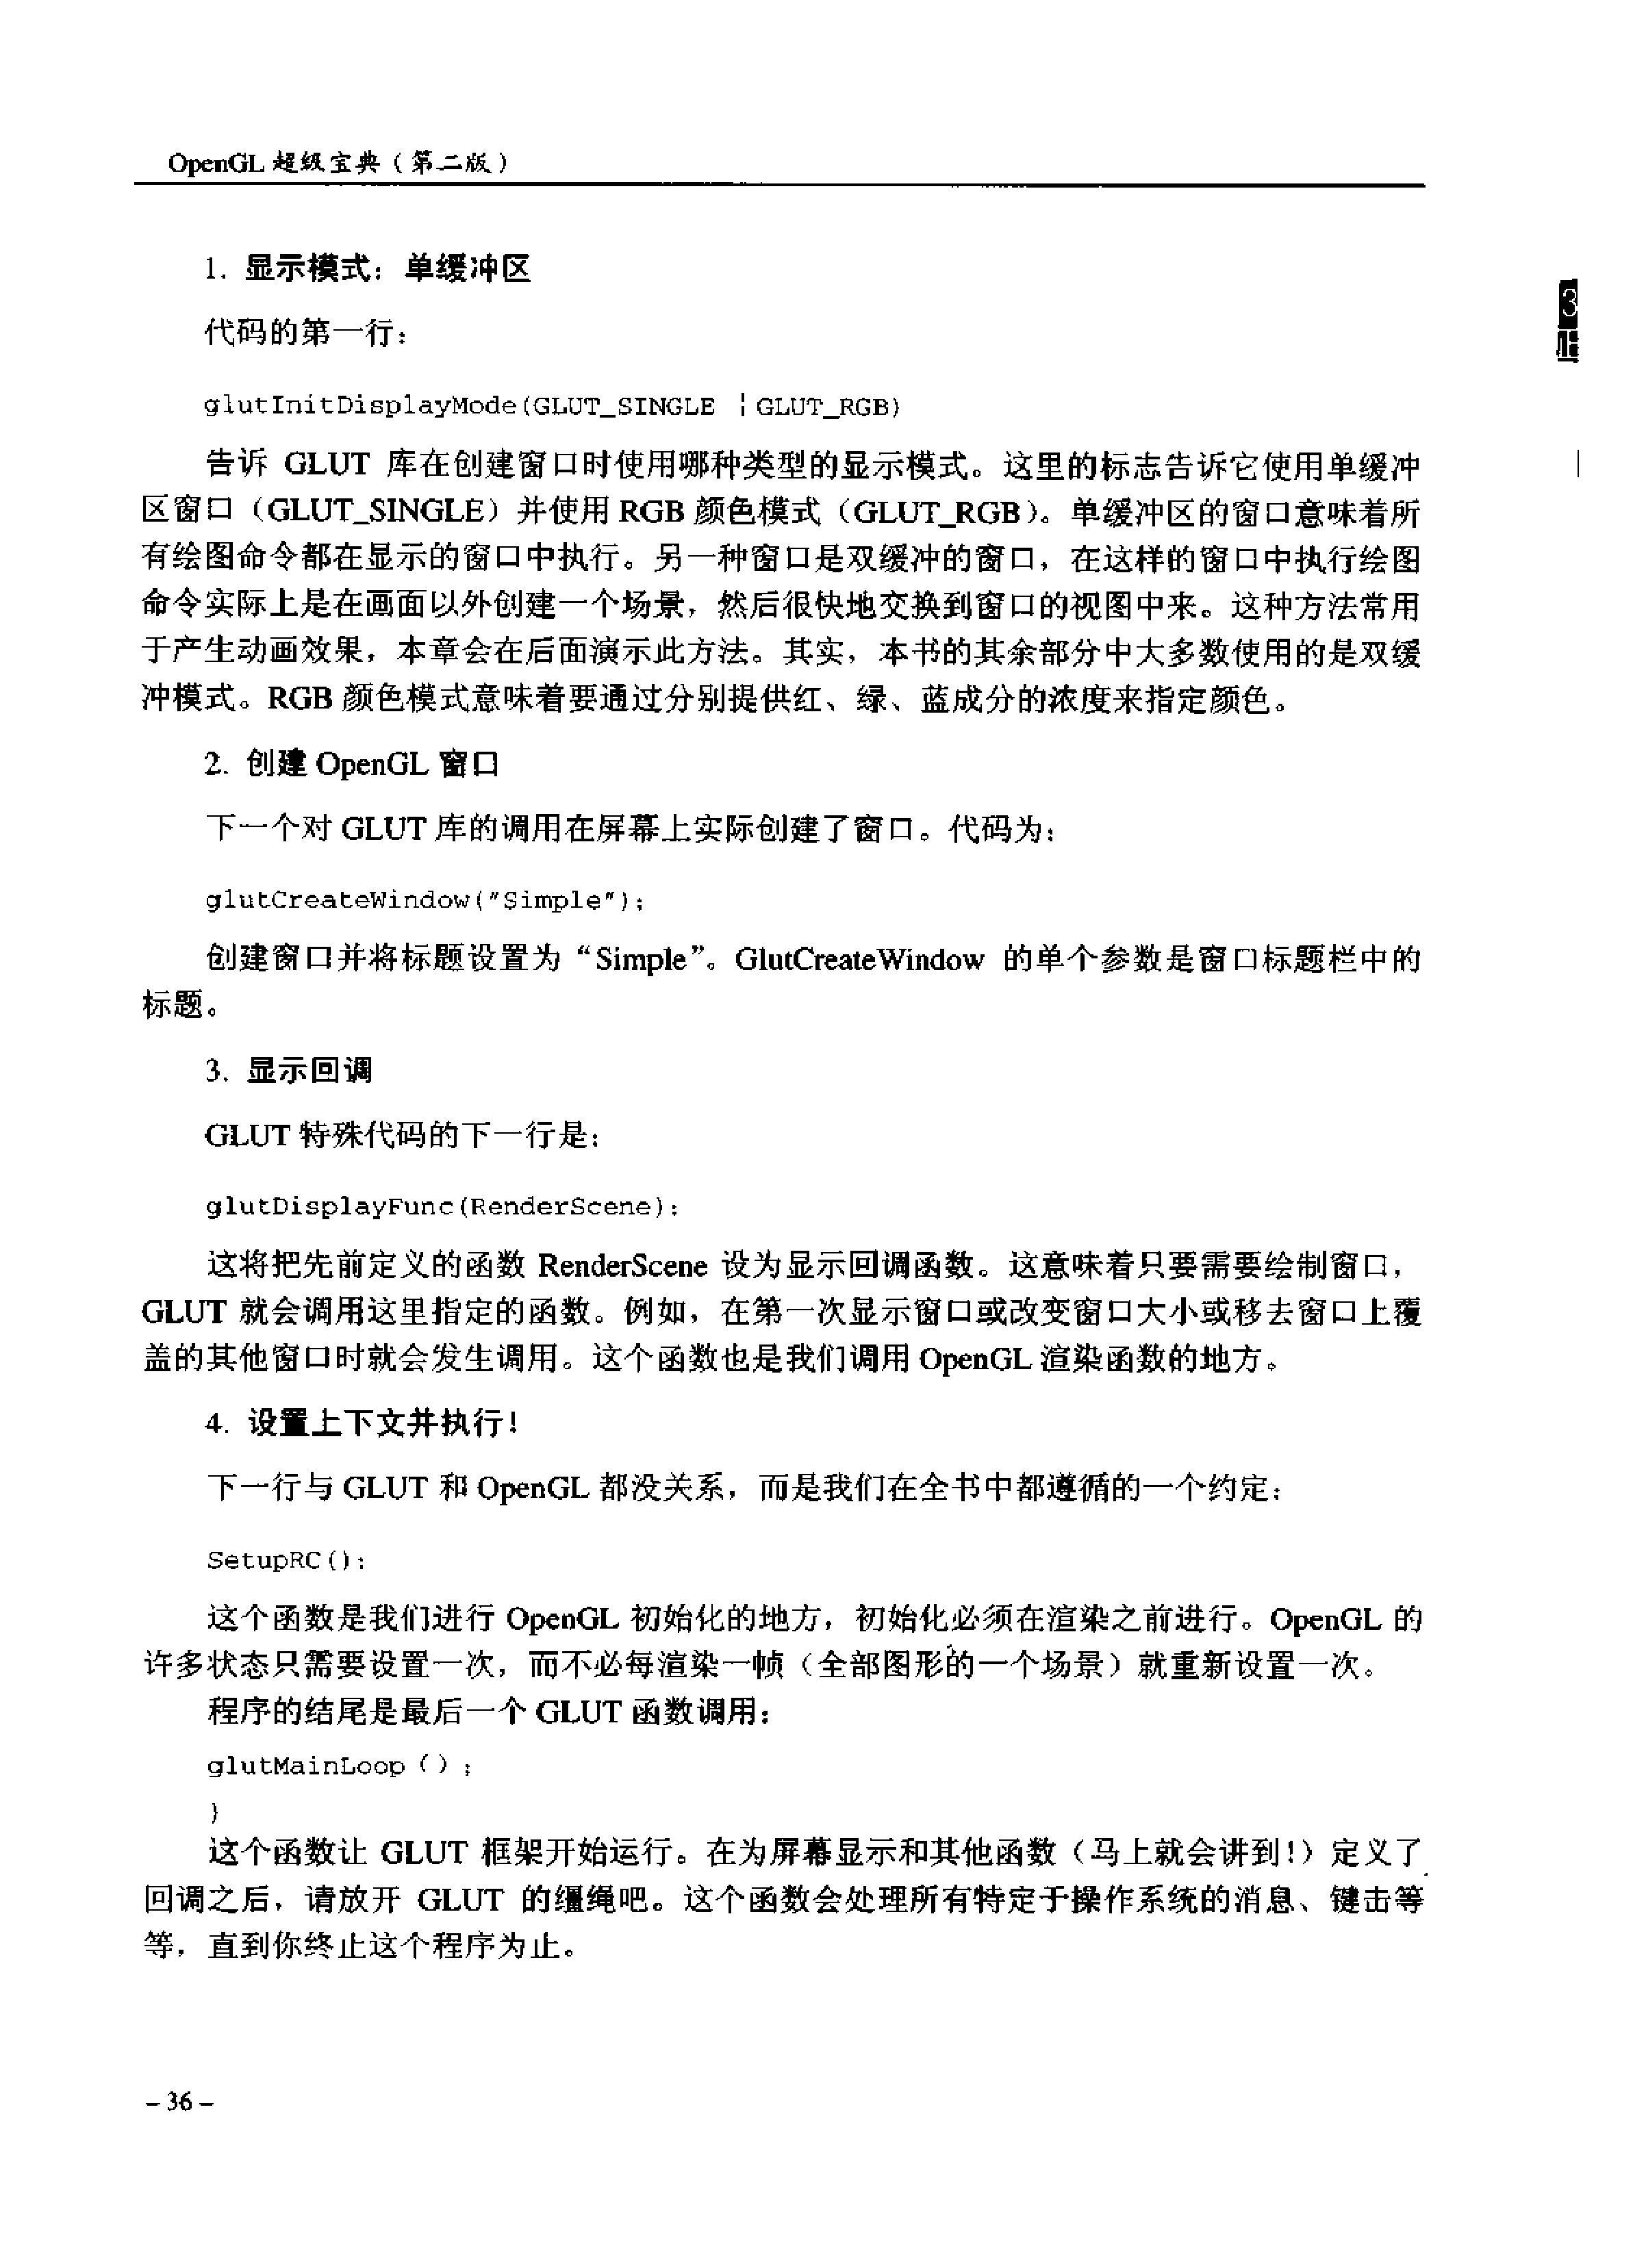 OpenGL 超级宝典（第二版）
1. 显示模式：单缓冲区
3
代码的第一行：
glutInitDisplayMode(GLUT_SINGLE ¦ GLUT_RGB)
告诉 GLUT 库在创建窗口时使用哪种类型的显示模式。这里的标志告诉它使用单缓冲
区窗口（GLUT_SINGLE）并使用 RGB 颜色模式（GLUT_RGB）。单缓冲区的窗口意味着所
有绘图命令都在显示的窗口中执行。另一种窗口是双缓冲的窗口，在这样的窗口中执行绘图
命令实际上是在画面以外创建一个场景，然后很快地交换到窗口的视图中来。这种方法常用
于产生动画效果，本章会在后面演示此方法。其实，本书的其余部分中大多数使用的是双缓
冲模式。RGB 颜色模式意味着要通过分别提供红、绿、蓝成分的浓度来指定颜色。
2. 创建 OpenGL 窗口
下一个对 GLUT 库的调用在屏幕上实际创建了窗口。代码为：
glutCreateWindow("Simple");
创建窗口并将标题设置为“Simple”。GlutCreateWindow 的单个参数是窗口标题栏中的
标题。
3. 显示回调
GLUT 特殊代码的下一行是：
glutDisplayFunc(RenderScene);
这将把先前定义的函数 RenderScene 设为显示回调函数。这意味着只要需要绘制窗口，
GLUT 就会调用这里指定的函数。例如，在第一次显示窗口或改变窗口大小或移去窗口上覆
盖的其他窗口时就会发生调用。这个函数也是我们调用 OpenGL 渲染函数的地方。
4. 设置上下文并执行！
下一行与 GLUT 和 OpenGL 都没关系，而是我们在全书中都遵循的一个约定：
SetupRC();
这个函数是我们进行 OpenGL 初始化的地方，初始化必须在渲染之前进行。OpenGL 的
许多状态只需要设置一次，而不必每渲染一帧（全部图形的一个场景）就重新设置一次。
程序的结尾是最后一个 GLUT 函数调用：
glutMainLoop（）;
}
这个函数让 GLUT 框架开始运行。在为屏幕显示和其他函数（马上就会讲到！）定义了
回调之后，请放开 GLUT 的缰绳吧。这个函数会处理所有特定于操作系统的消息、键击等
等，直到你终止这个程序为止。
– 36 –